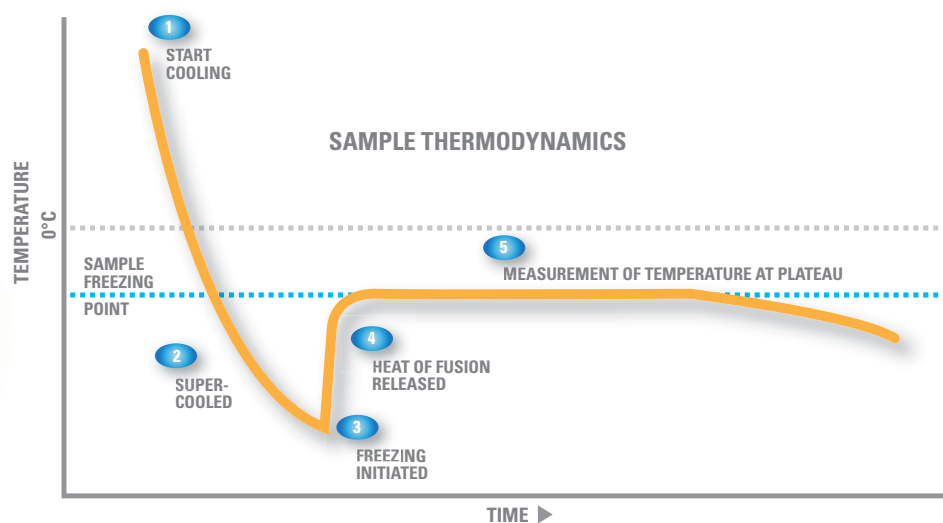 1
START
COOLING
SAMPLE THERMODYNAMICS
TEMPERATURE
0°C
5
MEASUREMENT OF TEMPERATURE AT PLATEAU
SAMPLE
FREEZING
POINT
2
SUPER-
COOLED
4
HEAT OF FUSION
RELEASED
3
FREEZING
INITIATED
TIME